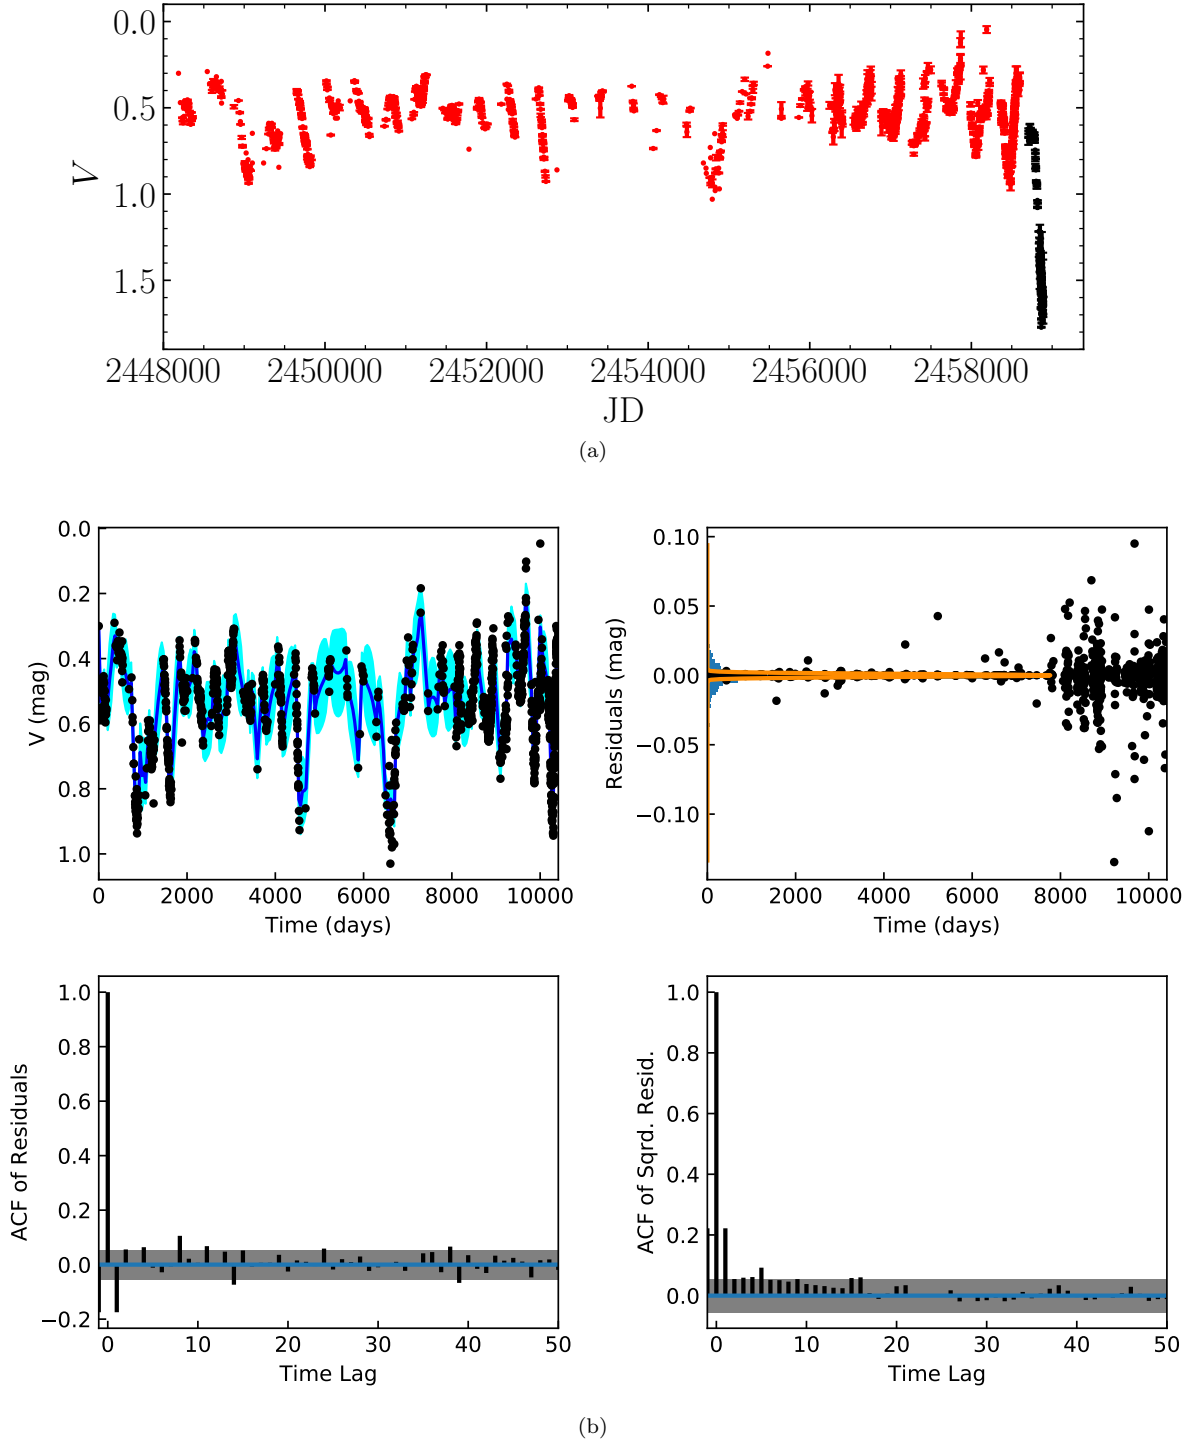 0.0
0.5
1.0
1.5
V
2448000 2450000 2452000 2454000 2456000 2458000
JD
(a)
0.0
0.2
0.4
0.6
0.8
1.0
V (mag)
0 2000 4000 6000 8000 10000
Time (days)
0.10
0.05
0.00
−0.05
−0.10
Residuals (mag)
0 2000 4000 6000 8000 10000
Time (days)
1.0
0.8
0.6
0.4
0.2
0.0
−0.2
ACF of Residuals
0 10 20 30 40 50
Time Lag
1.0
0.8
0.6
0.4
0.2
0.0
ACF of Sqrd. Resid.
0 10 20 30 40 50
Time Lag
(b)